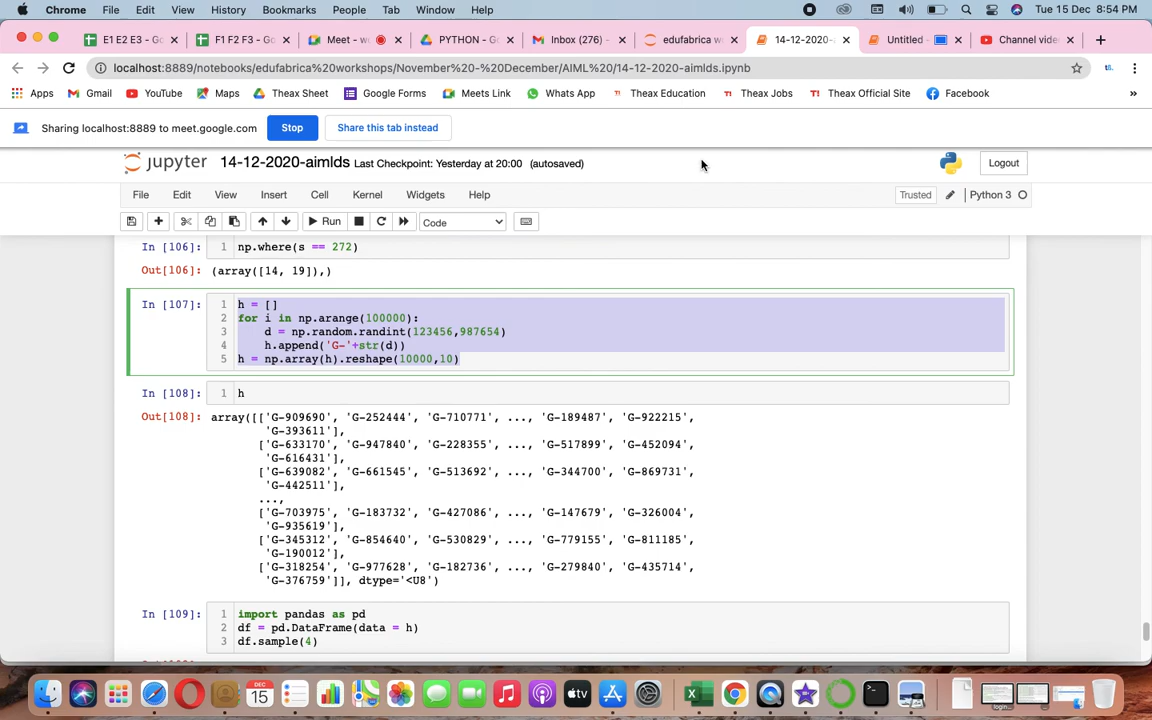 Chrome File Edit View History Bookmarks People Tab Window Help Tue 15 Dec 8:54 PM
E1 E2 E3 - Go F1 F2 F3 - Go Meet - w PYTHON - G Inbox (276) - edufabrica w 14-12-2020- Untitled Channel vide
localhost:8889/notebooks/edufabrica%20workshops/November%20-%20December/AIML%20/14-12-2020-aimlds.ipynb
Apps Gmail YouTube Maps Theax Sheet Google Forms Meets Link Whats App Theax Education Theax Jobs Theax Official Site Facebook »
Sharing localhost:8889 to meet.google.com Stop Share this tab instead
jupyter 14-12-2020-aimlds Last Checkpoint: Yesterday at 20:00 (autosaved) Logout
File Edit View Insert Cell Kernel Widgets Help Trusted Python 3
Run Code
In [106]: 1 np.where(s == 272)
Out[106]: (array([14, 19]),)
In [107]: 1 h = []
2 for i in np.arange(100000):
3 d = np.random.randint(123456,987654)
4 h.append('G-'+str(d))
5 h = np.array(h).reshape(10000,10)
In [108]: 1 h
Out[108]: array([['G-909690', 'G-252444', 'G-710771', ..., 'G-189487', 'G-922215',
'G-393611'],
['G-633170', 'G-947840', 'G-228355', ..., 'G-517899', 'G-452094',
'G-616431'],
['G-639082', 'G-661545', 'G-513692', ..., 'G-344700', 'G-869731',
'G-442511'],
...,
['G-703975', 'G-183732', 'G-427086', ..., 'G-147679', 'G-326004',
'G-935619'],
['G-345312', 'G-854640', 'G-530829', ..., 'G-779155', 'G-811185',
'G-190012'],
['G-318254', 'G-977628', 'G-182736', ..., 'G-279840', 'G-435714',
'G-376759']], dtype='<U8')
In [109]: 1 import pandas as pd
2 df = pd.DataFrame(data = h)
3 df.sample(4)
DEC
15
tv